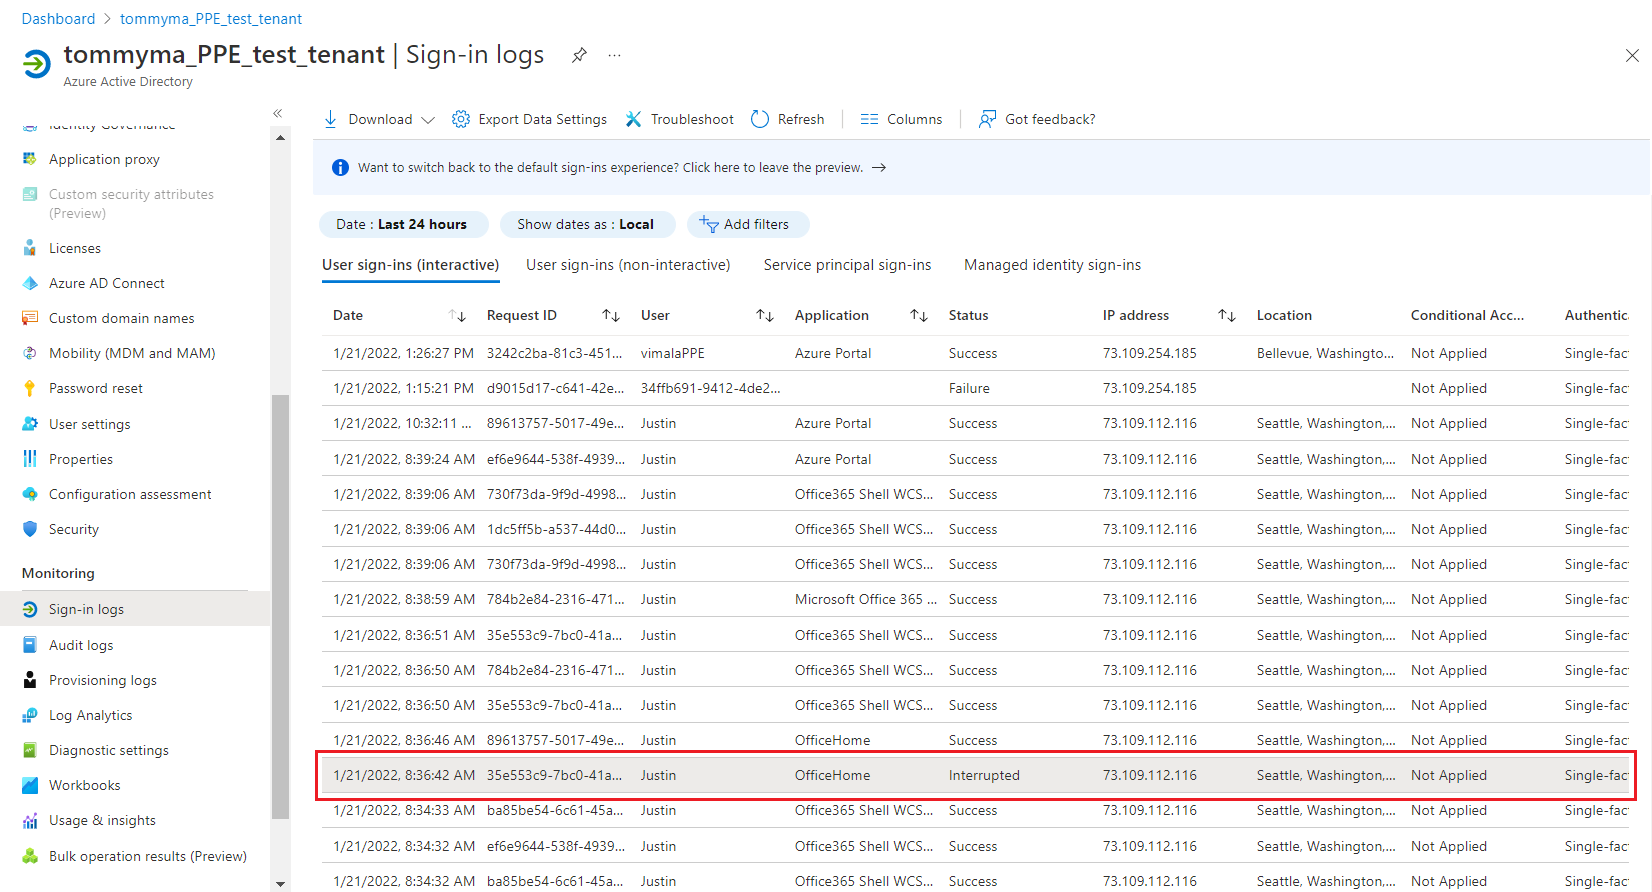 Dashboard > tommyma_PPE_test_tenant
tommyma_PPE_test_tenant | Sign-in logs
Azure Active Directory
Identity Governance
Application proxy
Custom security attributes
(Preview)
Licenses
Azure AD Connect
Custom domain names
Mobility (MDM and MAM)
Password reset
User settings
Properties
Configuration assessment
Security
Monitoring
Sign-in logs
Audit logs
Provisioning logs
Log Analytics
Diagnostic settings
Workbooks
Usage & insights
Bulk operation results (Preview)
Download Export Data Settings Troubleshoot Refresh Columns Got feedback?
Want to switch back to the default sign-ins experience? Click here to leave the preview. →
Date : Last 24 hours Show dates as : Local Add filters
User sign-ins (interactive) User sign-ins (non-interactive) Service principal sign-ins Managed identity sign-ins
Date Request ID User Application Status IP address Location Conditional Acc... Authentica
1/21/2022, 1:26:27 PM 3242c2ba-81c3-451... vimalaPPE Azure Portal Success 73.109.254.185 Bellevue, Washingto... Not Applied Single-fac
1/21/2022, 1:15:21 PM d9015d17-c641-42e... 34ffb691-9412-4de2... Failure 73.109.254.185 Not Applied Single-fac
1/21/2022, 10:32:11 ... 89613757-5017-49e... Justin Azure Portal Success 73.109.112.116 Seattle, Washington,... Not Applied Single-fac
1/21/2022, 8:39:24 AM ef6e9644-538f-4939... Justin Azure Portal Success 73.109.112.116 Seattle, Washington,... Not Applied Single-fac
1/21/2022, 8:39:06 AM 730f73da-9f9d-4998... Justin Office365 Shell WCS... Success 73.109.112.116 Seattle, Washington,... Not Applied Single-fac
1/21/2022, 8:39:06 AM 1dc5ff5b-a537-44d0... Justin Office365 Shell WCS... Success 73.109.112.116 Seattle, Washington,... Not Applied Single-fac
1/21/2022, 8:39:06 AM 730f73da-9f9d-4998... Justin Office365 Shell WCS... Success 73.109.112.116 Seattle, Washington,... Not Applied Single-fac
1/21/2022, 8:38:59 AM 784b2e84-2316-471... Justin Microsoft Office 365 ... Success 73.109.112.116 Seattle, Washington,... Not Applied Single-fac
1/21/2022, 8:36:51 AM 35e553c9-7bc0-41a... Justin Office365 Shell WCS... Success 73.109.112.116 Seattle, Washington,... Not Applied Single-fac
1/21/2022, 8:36:50 AM 784b2e84-2316-471... Justin Office365 Shell WCS... Success 73.109.112.116 Seattle, Washington,... Not Applied Single-fac
1/21/2022, 8:36:50 AM 35e553c9-7bc0-41a... Justin Office365 Shell WCS... Success 73.109.112.116 Seattle, Washington,... Not Applied Single-fac
1/21/2022, 8:36:46 AM 89613757-5017-49e... Justin OfficeHome Success 73.109.112.116 Seattle, Washington,... Not Applied Single-fac
1/21/2022, 8:36:42 AM 35e553c9-7bc0-41a... Justin OfficeHome Interrupted 73.109.112.116 Seattle, Washington,... Not Applied Single-fac
1/21/2022, 8:34:33 AM ba85be54-6c61-45a... Justin Office365 Shell WCS... Success 73.109.112.116 Seattle, Washington,... Not Applied Single-fac
1/21/2022, 8:34:32 AM ef6e9644-538f-4939... Justin Office365 Shell WCS... Success 73.109.112.116 Seattle, Washington,... Not Applied Single-fac
1/21/2022, 8:34:32 AM ba85be54-6c61-45a... Justin Office365 Shell WCS... Success 73.109.112.116 Seattle, Washington,... Not Applied Single-fac